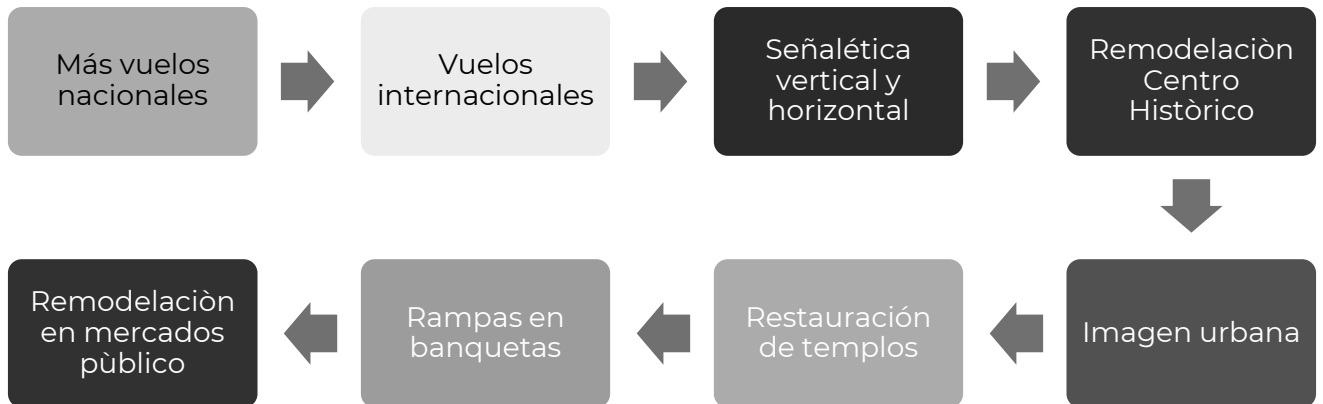 Más vuelos
nacionales
Vuelos
internacionales
Señalética
vertical y
horizontal
Remodelaciòn
Centro
Històrico
Imagen urbana
Restauración
de templos
Rampas en
banquetas
Remodelaciòn
en mercados
pùblico